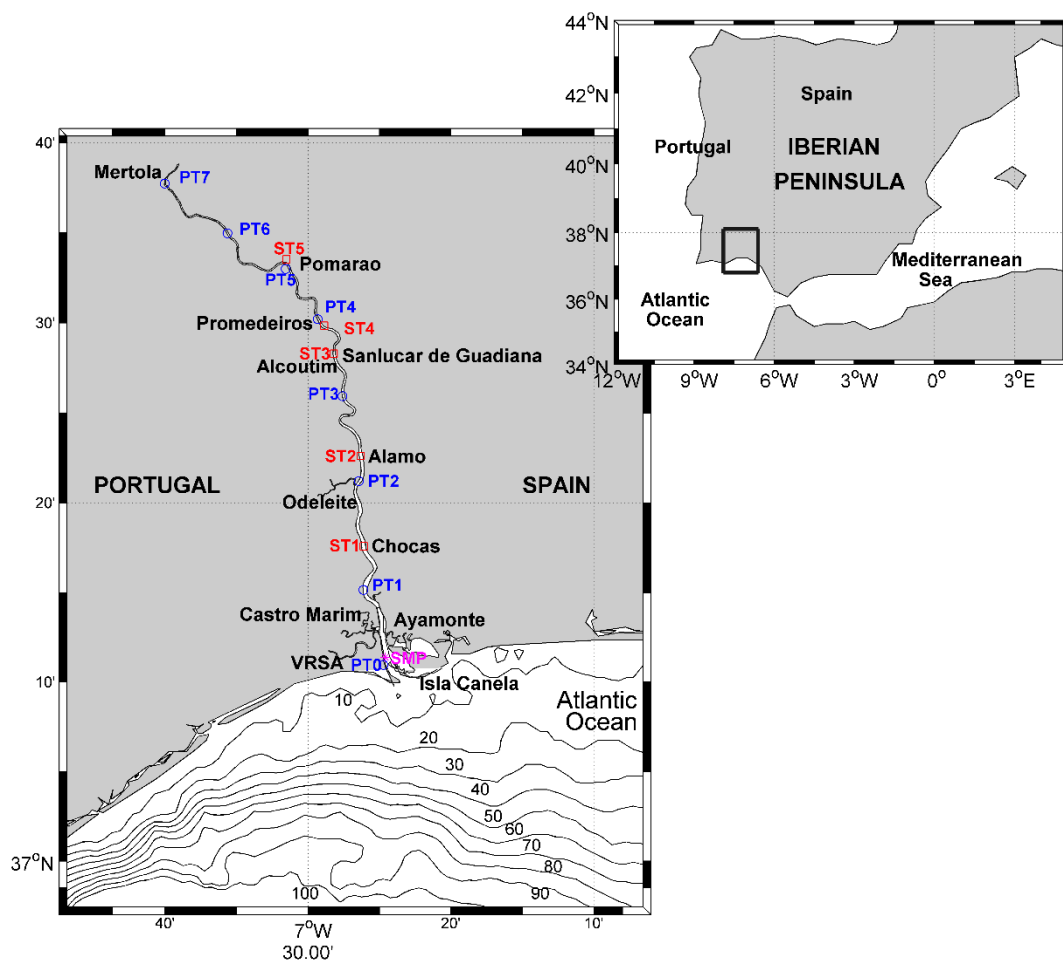 44°N
42°N
40°N
38°N
36°N
34°N
12°W
9°W
6°W
3°W
0°
3°E
Spain
Portugal
IBERIAN
PENINSULA
Mediterranean
Sea
Atlantic
Ocean
40'
30'
20'
10'
37°N
40'
7°W
30.00'
20'
10'
Mertola
PT7
PT6
ST5
Pomarao
PT5
PT4
Promedeiros
ST4
ST3
Sanlucar de Guadiana
Alcoutim
PT3
ST2
Alamo
PT2
PORTUGAL
SPAIN
Odeleite
ST1
Chocas
PT1
Castro Marim
Ayamonte
SMP
VRSA
PT0
Isla Canela
Atlantic
Ocean
10
20
30
40
50
60
70
80
90
100